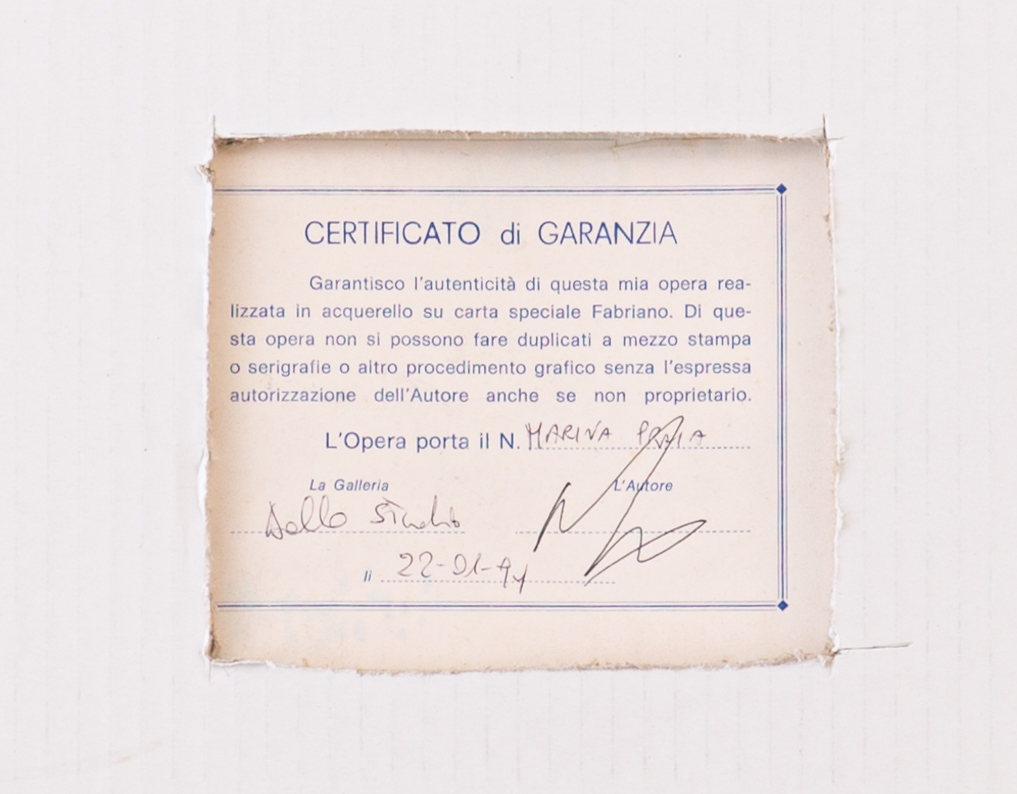 CERTIFICATO di GARANZIA
Garantisco l'autenticità di questa mia opera rea-
lizzata in acquerello su carta speciale Fabriano. Di que-
sta opera non si possono fare duplicati a mezzo stampa
o serigrafie o altro procedimento grafico senza l'espressa
autorizzazione dell'Autore anche se non proprietario.
L'Opera porta il N. MARINA
La Galleria L'Autore
Dallo Studio
li 22-01-94